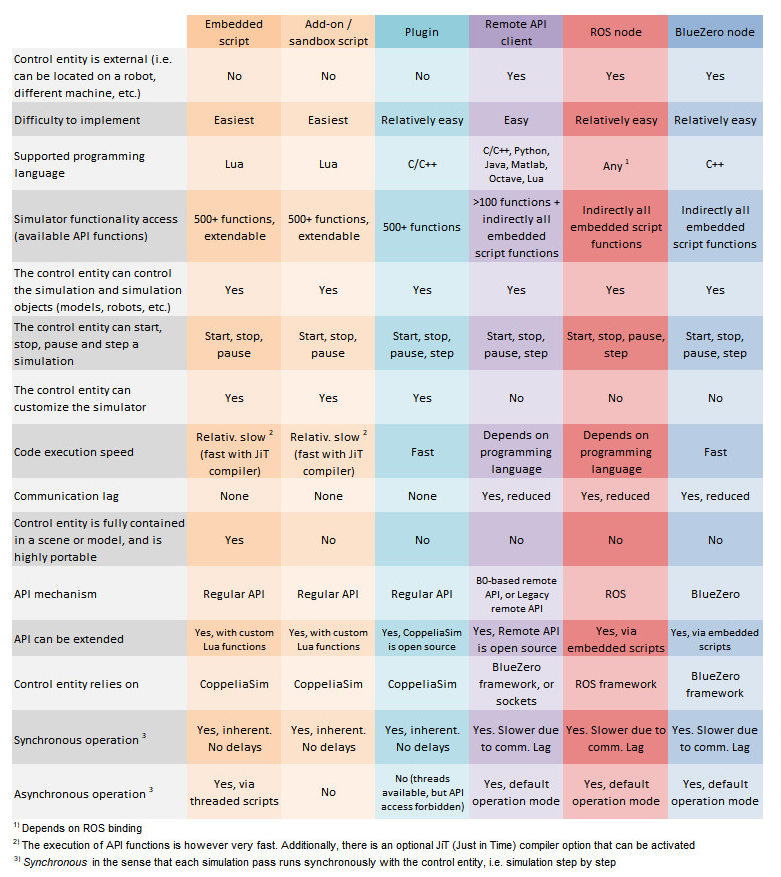 Embedded script Add-on / sandbox script Plugin Remote API client ROS node BlueZero node
Control entity is external (i.e. can be located on a robot, different machine, etc.) No No No Yes Yes Yes
Difficulty to implement Easiest Easiest Relatively easy Easy Relatively easy Relatively easy
Supported programming language Lua Lua C/C++ C/C++, Python, Java, Matlab, Octave, Lua Any 1 C++
Simulator functionality access (available API functions) 500+ functions, extendable 500+ functions, extendable 500+ functions >100 functions + indirectly all embedded script functions Indirectly all embedded script functions Indirectly all embedded script functions
The control entity can control the simulation and simulation objects (models, robots, etc.) Yes Yes Yes Yes Yes Yes
The control entity can start, stop, pause and step a simulation Start, stop, pause Start, stop, pause Start, stop, pause, step Start, stop, pause, step Start, stop, pause, step Start, stop, pause, step
The control entity can customize the simulator Yes Yes Yes No No No
Code execution speed Relativ. slow 2 (fast with JiT compiler) Relativ. slow 2 (fast with JiT compiler) Fast Depends on programming language Depends on programming language Fast
Communication lag None None None Yes, reduced Yes, reduced Yes, reduced
Control entity is fully contained in a scene or model, and is highly portable Yes No No No No No
API mechanism Regular API Regular API Regular API B0-based remote API, or Legacy remote API ROS BlueZero
API can be extended Yes, with custom Lua functions Yes, with custom Lua functions Yes, CoppeliaSim is open source Yes, Remote API is open source Yes, via embedded scripts Yes, via embedded scripts
Control entity relies on CoppeliaSim CoppeliaSim CoppeliaSim BlueZero framework, or sockets ROS framework BlueZero framework
Synchronous operation 3 Yes, inherent. No delays Yes, inherent. No delays Yes, inherent. No delays Yes. Slower due to comm. Lag Yes. Slower due to comm. Lag Yes. Slower due to comm. Lag
Asynchronous operation 3 Yes, via threaded scripts No No (threads available, but API access forbidden) Yes, default operation mode Yes, default operation mode Yes, default operation mode
1) Depends on ROS binding
2) The execution of API functions is however very fast. Additionally, there is an optional JiT (Just in Time) compiler option that can be activated
3) Synchronous in the sense that each simulation pass runs synchronously with the control entity, i.e. simulation step by step